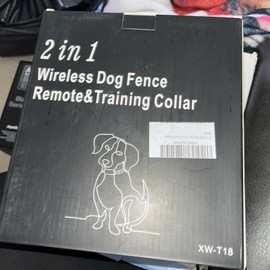 2 in 1
Wireless Dog Fence
Remote&Training Collar
XW-T18